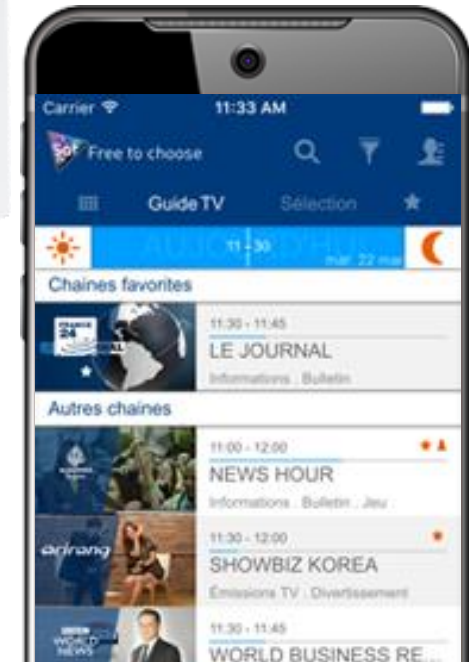 Carrier 11:33 AM
Sat Free to choose
Guide TV Sélection
AUJOURD'HUI
11 30
mar. 22 mar
Chaines favorites
FRANCE
24
11:30 - 11:45
LE JOURNAL
Informations . Bulletin
Autres chaines
11:00 - 12:00
NEWS HOUR
Informations . Bulletin . Jeu .
arirang
11:30 - 12:00
SHOWBIZ KOREA
Émissions TV . Divertissement
BBC
WORLD
NEWS
11:30 - 11:45
WORLD BUSINESS RE...